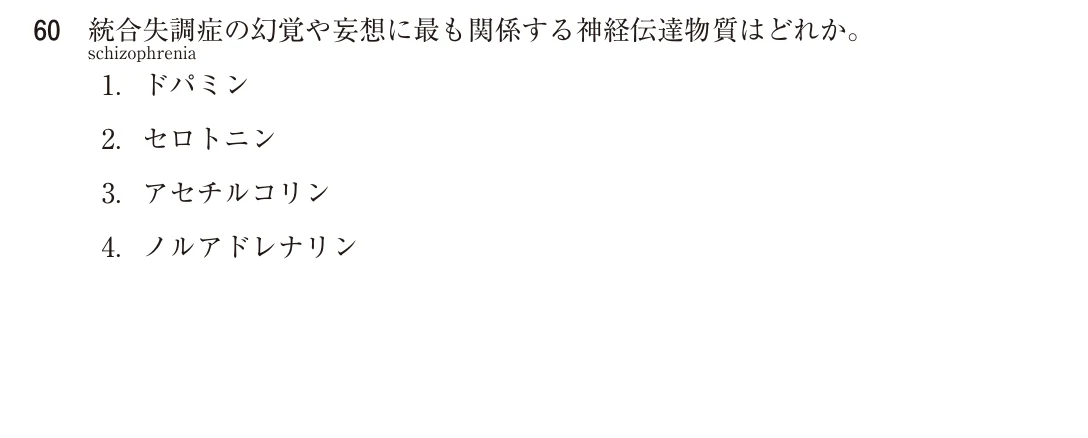 60 統合失調症の幻覚や妄想に最も関係する神経伝達物質はどれか。
schizophrenia
1. ドパミン
2. セロトニン
3. アセチルコリン
4. ノルアドレナリン